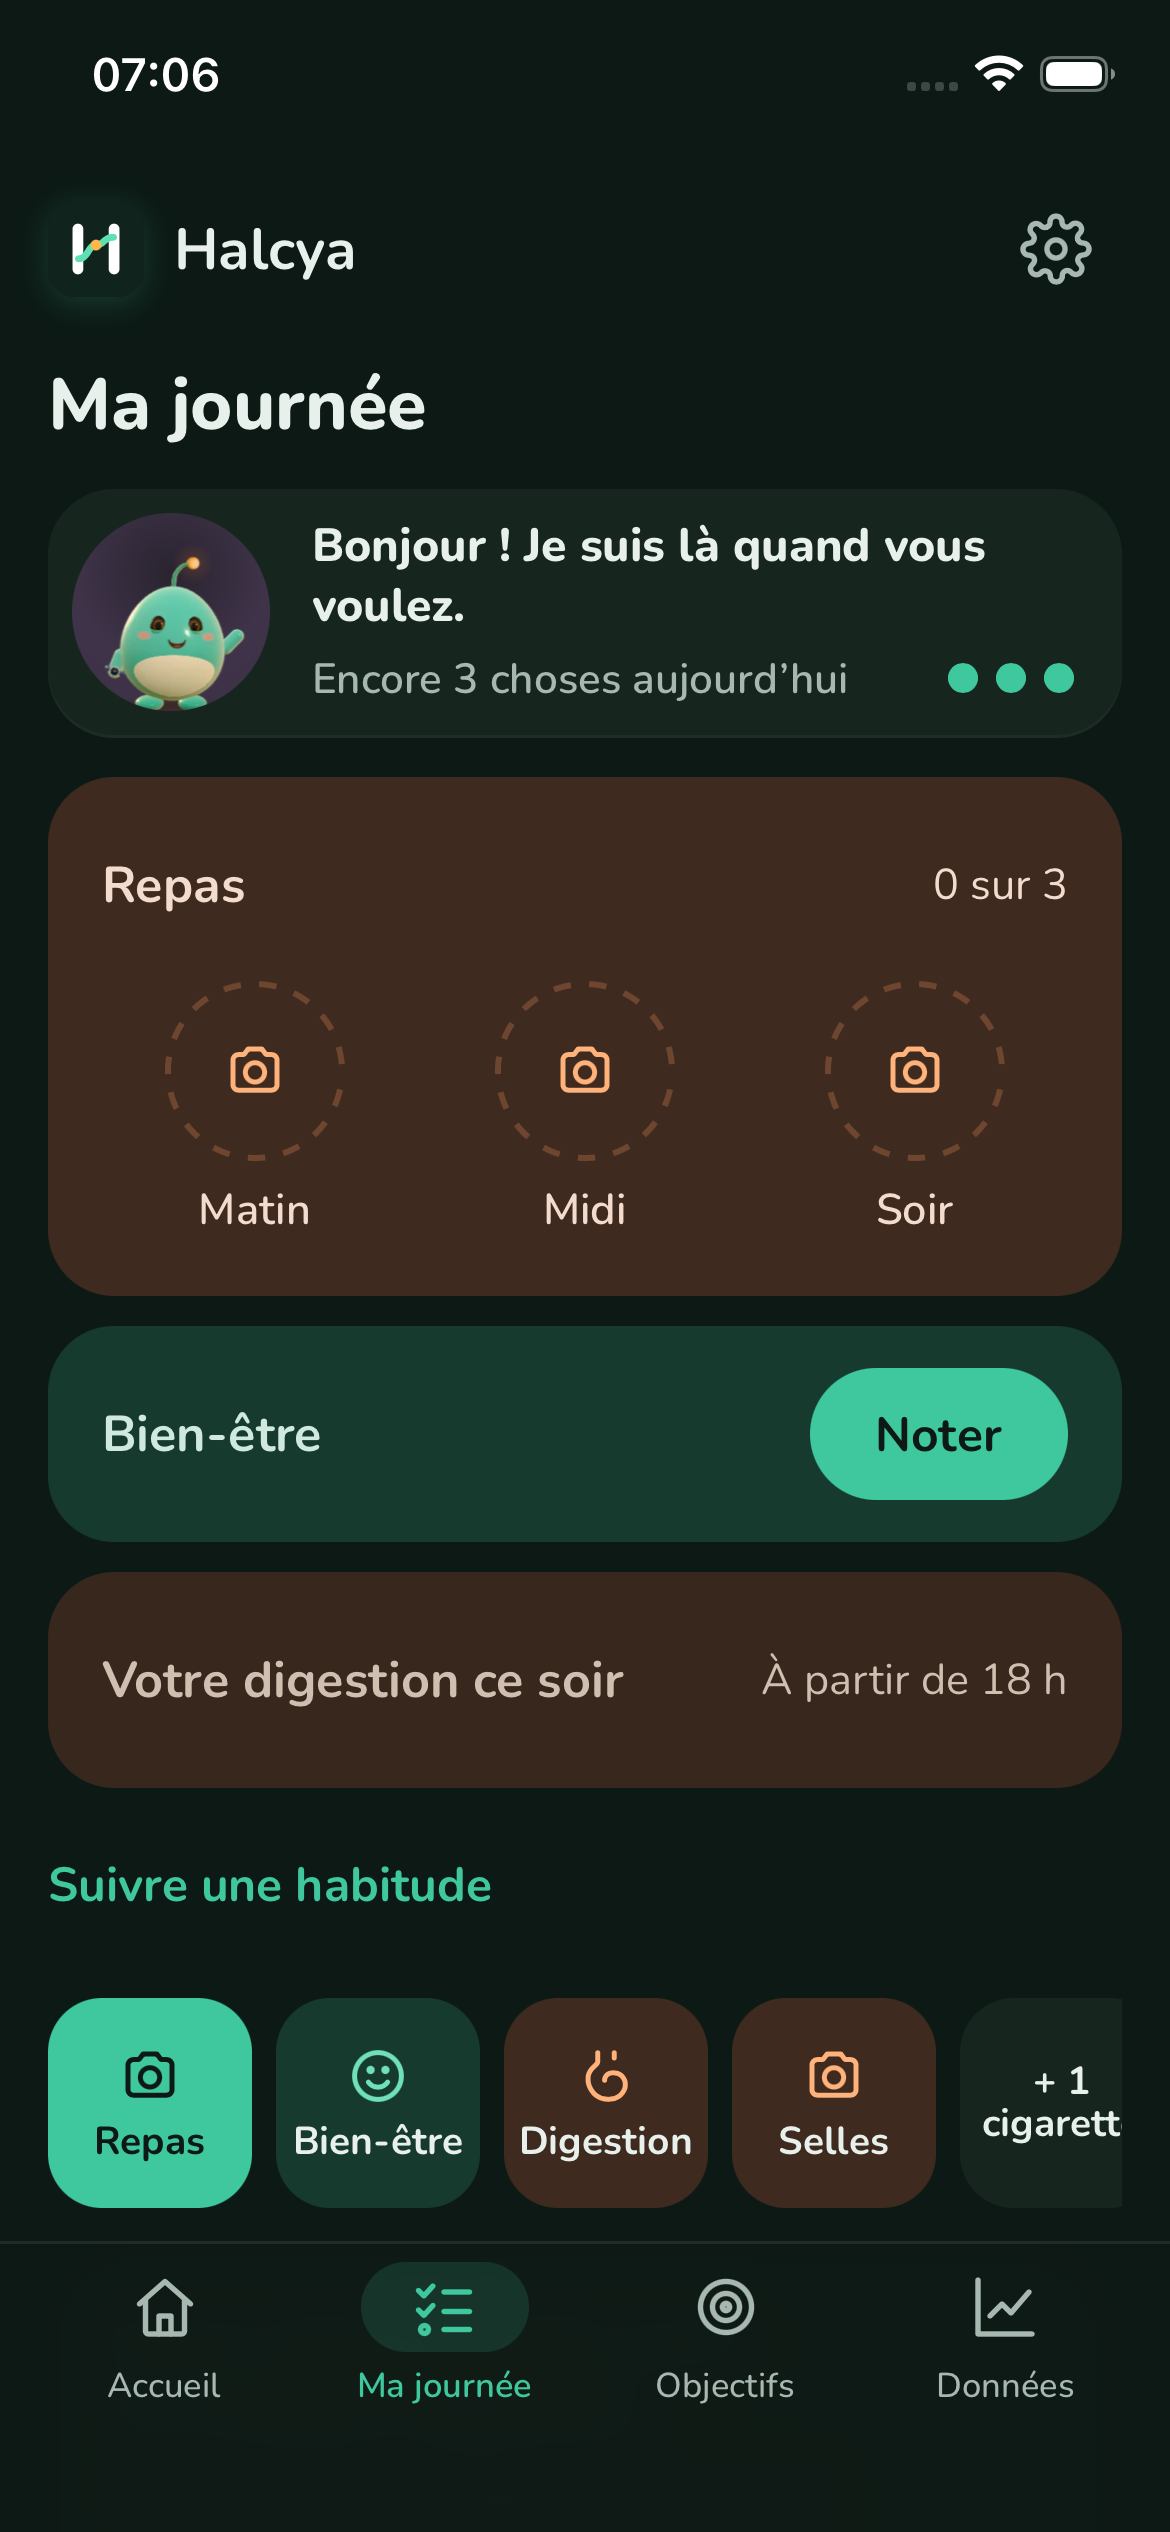 07:06
Halcya
Ma journée
Bonjour ! Je suis là quand vous
voulez.
Encore 3 choses aujourd’hui
Repas
0 sur 3
Matin
Midi
Soir
Bien-être
Noter
Votre digestion ce soir
À partir de 18 h
Suivre une habitude
Repas
Bien-être
Digestion
Selles
+ 1
cigarett
Accueil
Ma journée
Objectifs
Données